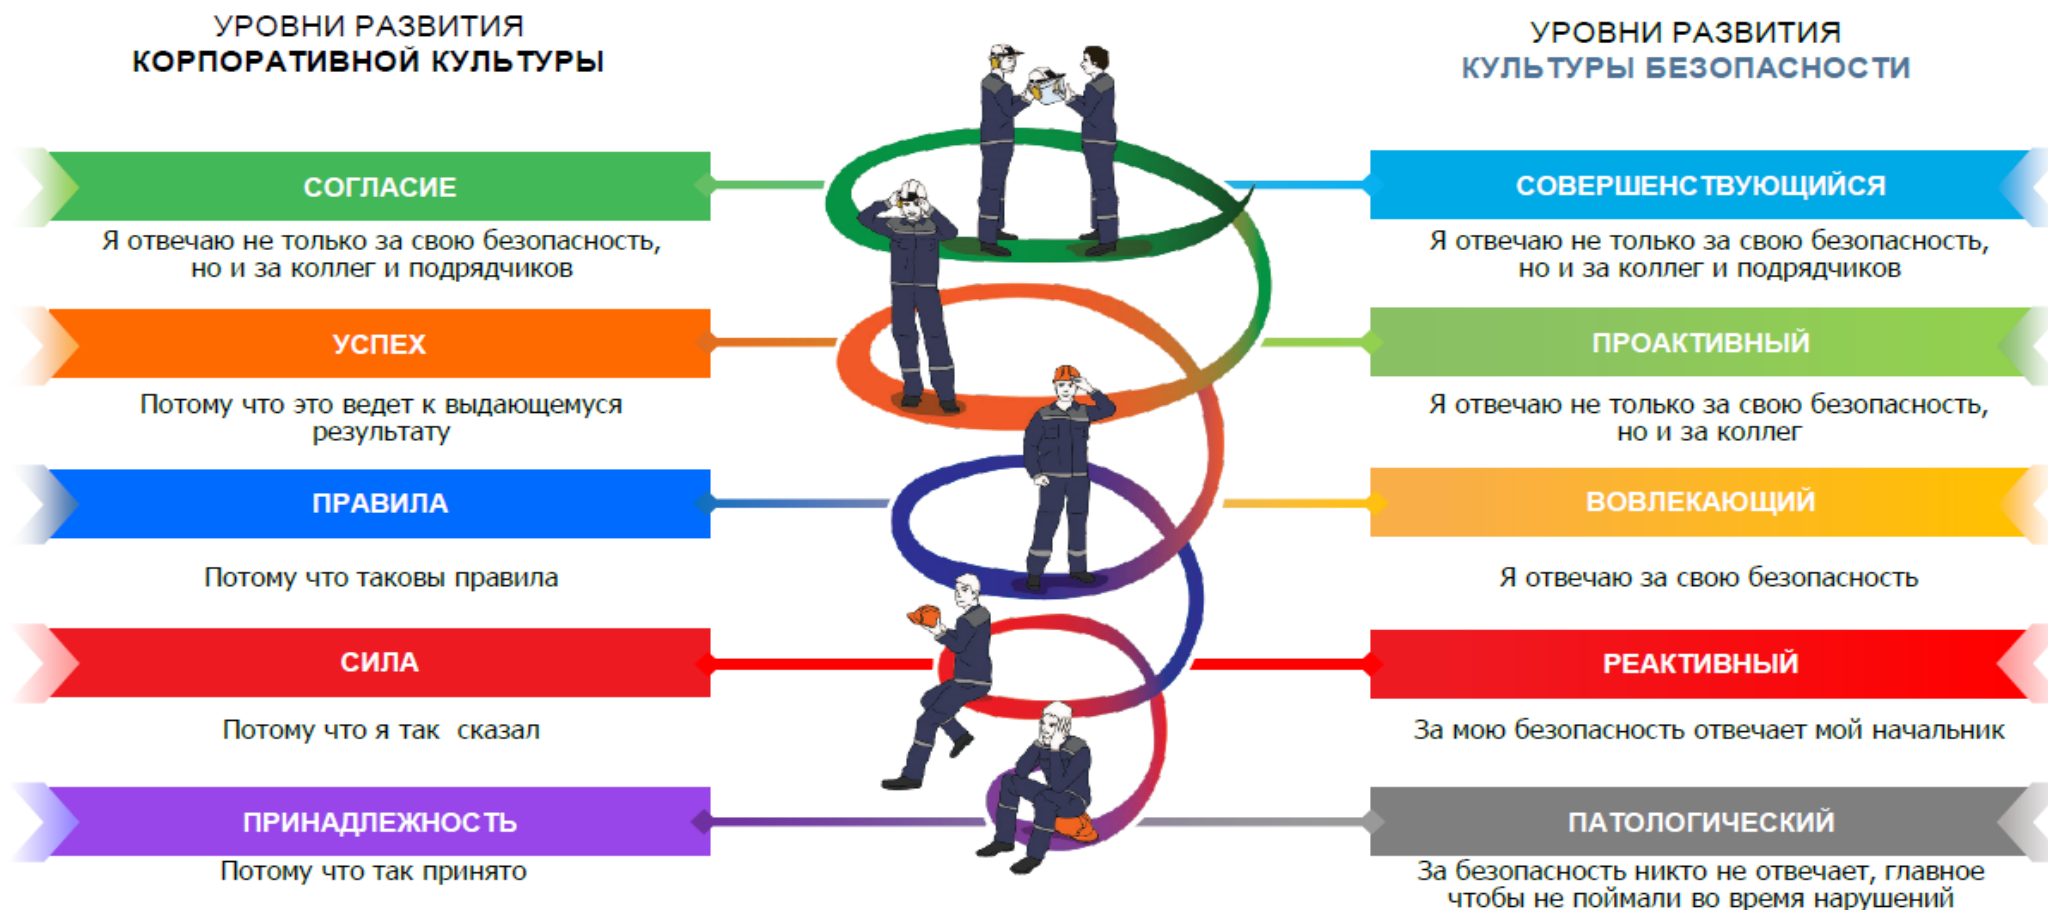 УРОВНИ РАЗВИТИЯ
КОРПОРАТИВНОЙ КУЛЬТУРЫ
СОГЛАСИЕ
Я отвечаю не только за свою безопасность,
но и за коллег и подрядчиков
УСПЕХ
Потому что это ведет к выдающемуся
результату
ПРАВИЛА
Потому что таковы правила
СИЛА
Потому что я так сказал
ПРИНАДЛЕЖНОСТЬ
Потому что так принято
УРОВНИ РАЗВИТИЯ
КУЛЬТУРЫ БЕЗОПАСНОСТИ
СОВЕРШЕНСТВУЮЩИЙСЯ
Я отвечаю не только за свою безопасность,
но и за коллег и подрядчиков
ПРОАКТИВНЫЙ
Я отвечаю не только за свою безопасность,
но и за коллег
ВОВЛЕКАЮЩИЙ
Я отвечаю за свою безопасность
РЕАКТИВНЫЙ
За мою безопасность отвечает мой начальник
ПАТОЛОГИЧЕСКИЙ
За безопасность никто не отвечает, главное
чтобы не поймали во время нарушений